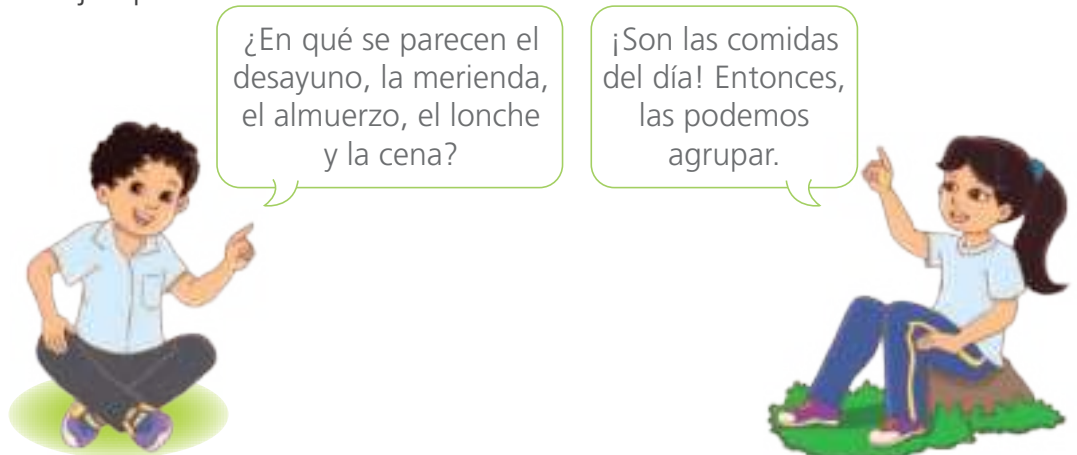 ¿En qué se parecen el
desayuno, la merienda,
el almuerzo, el lonche
y la cena?
¡Son las comidas
del día! Entonces,
las podemos
agrupar.